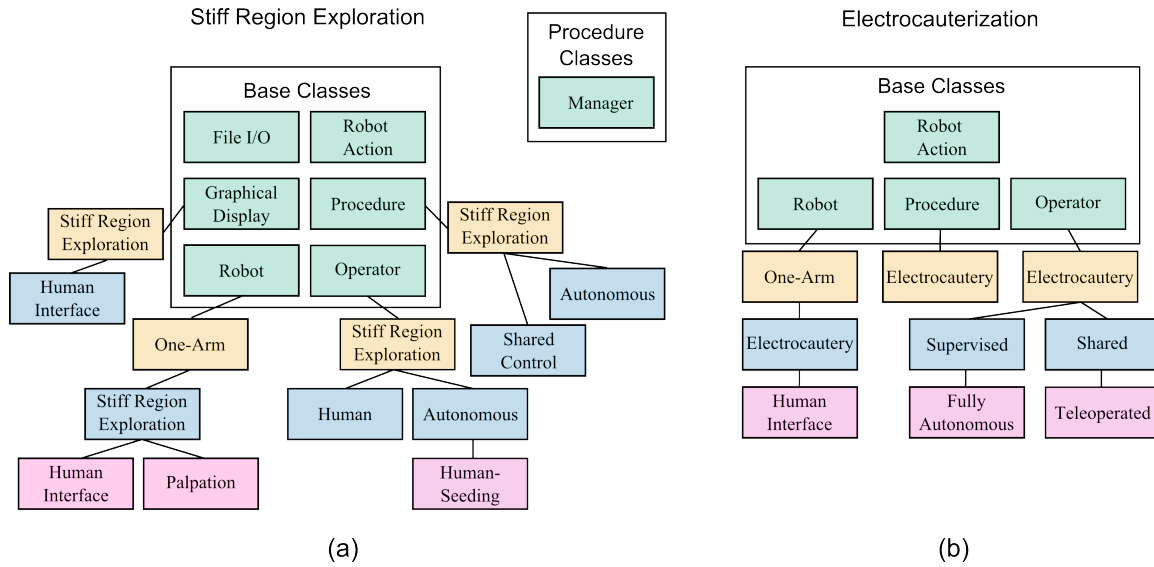 Stiff Region Exploration
Procedure
Classes
Manager
Base Classes
File I/O
Robot
Action
Graphical
Display
Procedure
Robot
Operator
Stiff Region
Exploration
Human
Interface
Stiff Region
Exploration
Autonomous
Shared
Control
One-Arm
Stiff Region
Exploration
Stiff Region
Exploration
Human
Autonomous
Human
Interface
Palpation
Human-
Seeding
(a)
Electrocauterization
Base Classes
Robot
Action
Robot
Procedure
Operator
One-Arm
Electrocautery
Electrocautery
Electrocautery
Supervised
Shared
Human
Interface
Fully
Autonomous
Teleoperated
(b)